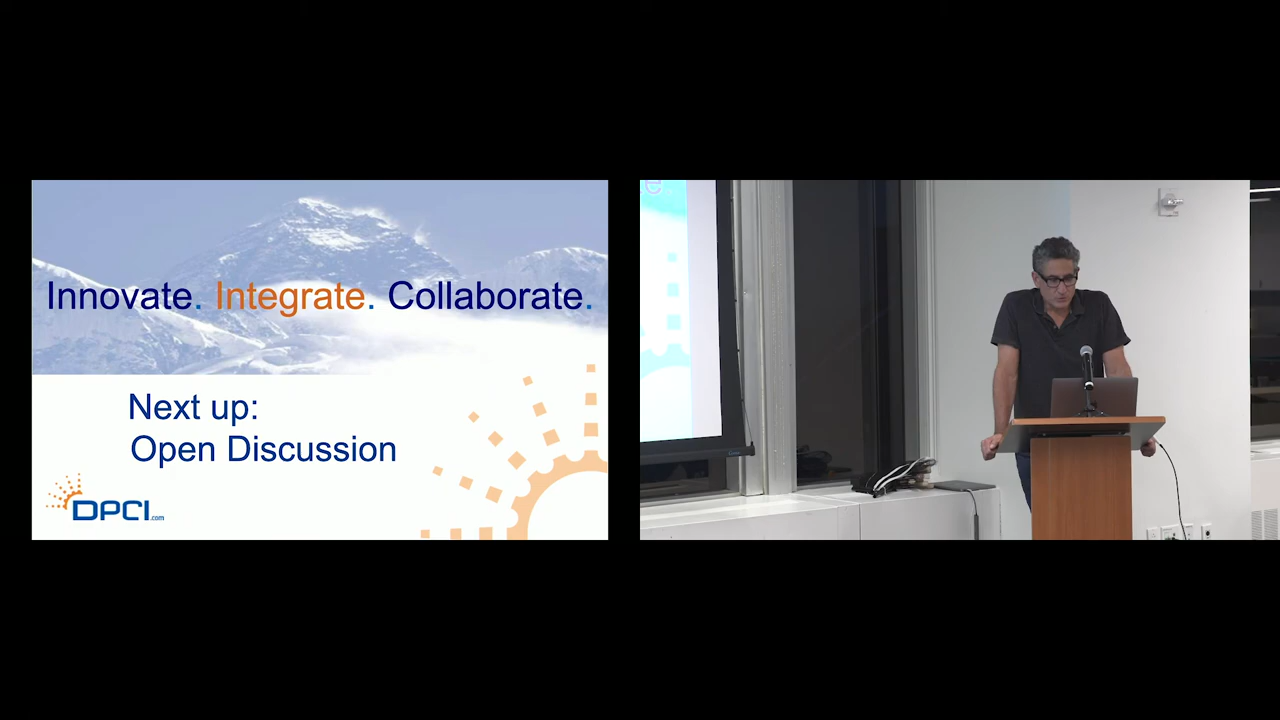 Innovate. Integrate. Collaborate.
Next up:
Open Discussion
DPCI.com